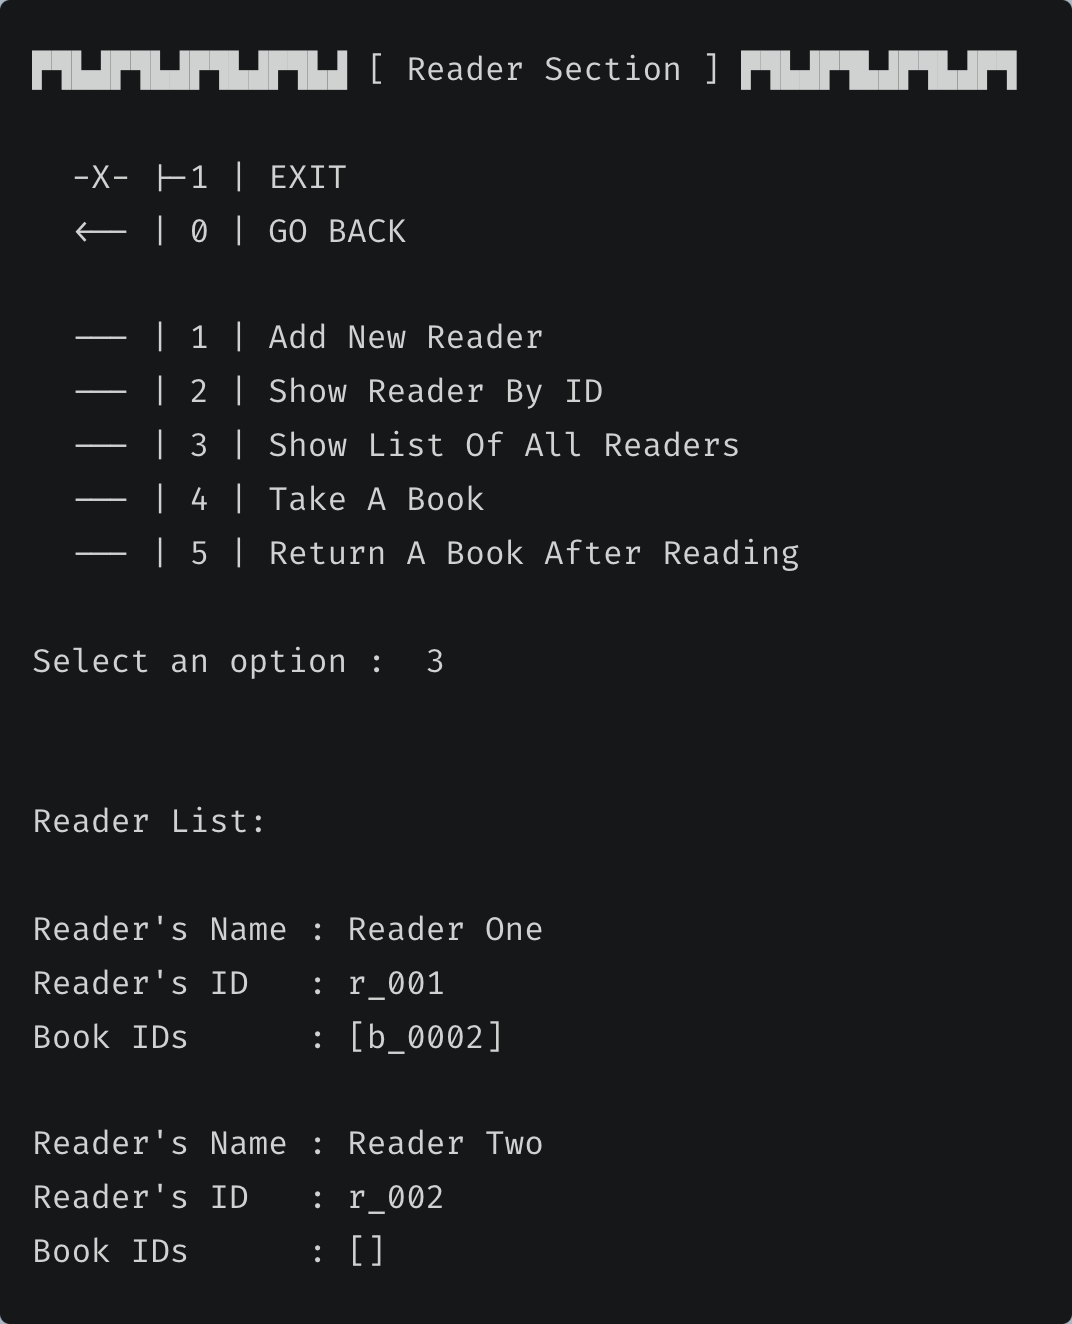 [ Reader Section ]
-X- |-1 | EXIT
<-- | 0 | GO BACK
--- | 1 | Add New Reader
--- | 2 | Show Reader By ID
--- | 3 | Show List Of All Readers
--- | 4 | Take A Book
--- | 5 | Return A Book After Reading
Select an option :  3
Reader List:
Reader's Name : Reader One
Reader's ID   : r_001
Book IDs      : [b_0002]
Reader's Name : Reader Two
Reader's ID   : r_002
Book IDs      : []